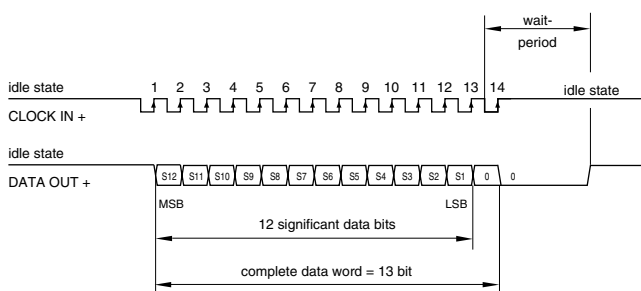 wait-
period
1 2 3 4 5 6 7 8 9 10 11 12 13 14
idle state
idle state
CLOCK IN +
idle state
DATA OUT +
S12 S11 S10 S9 S8 S7 S6 S5 S4 S3 S2 S1 0 0
MSB LSB
12 significant data bits
complete data word = 13 bit